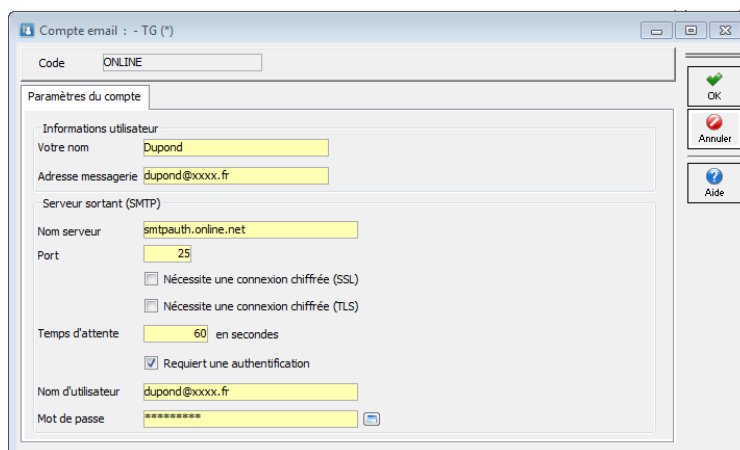 Compte email : - TG (*)
Code ONLINE
OK
Annuler
Aide
Paramètres du compte
Informations utilisateur
Votre nom Dupond
Adresse messagerie dupond@xxxx.fr
Serveur sortant (SMTP)
Nom serveur smtpauth.online.net
Port 25
Nécessite une connexion chiffrée (SSL)
Nécessite une connexion chiffrée (TLS)
Temps d'attente 60 en secondes
Requiert une authentification
Nom d'utilisateur dupond@xxxx.fr
Mot de passe *********